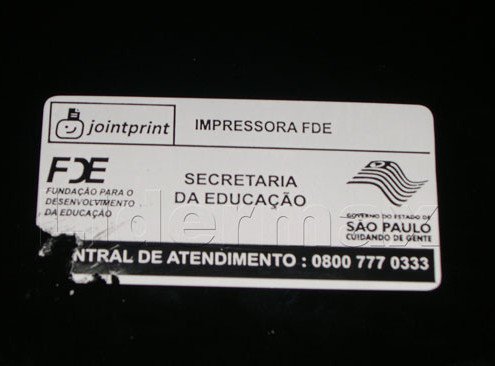 jointprint
IMPRESSORA FDE
FDE
FUNDAÇÃO PARA O
DESENVOLVIMENTO
DA EDUCAÇÃO
SECRETARIA
DA EDUCAÇÃO
GOVERNO DO ESTADO DE
SÃO PAULO
CUIDANDO DE GENTE
NTRAL DE ATENDIMENTO : 0800 777 0333